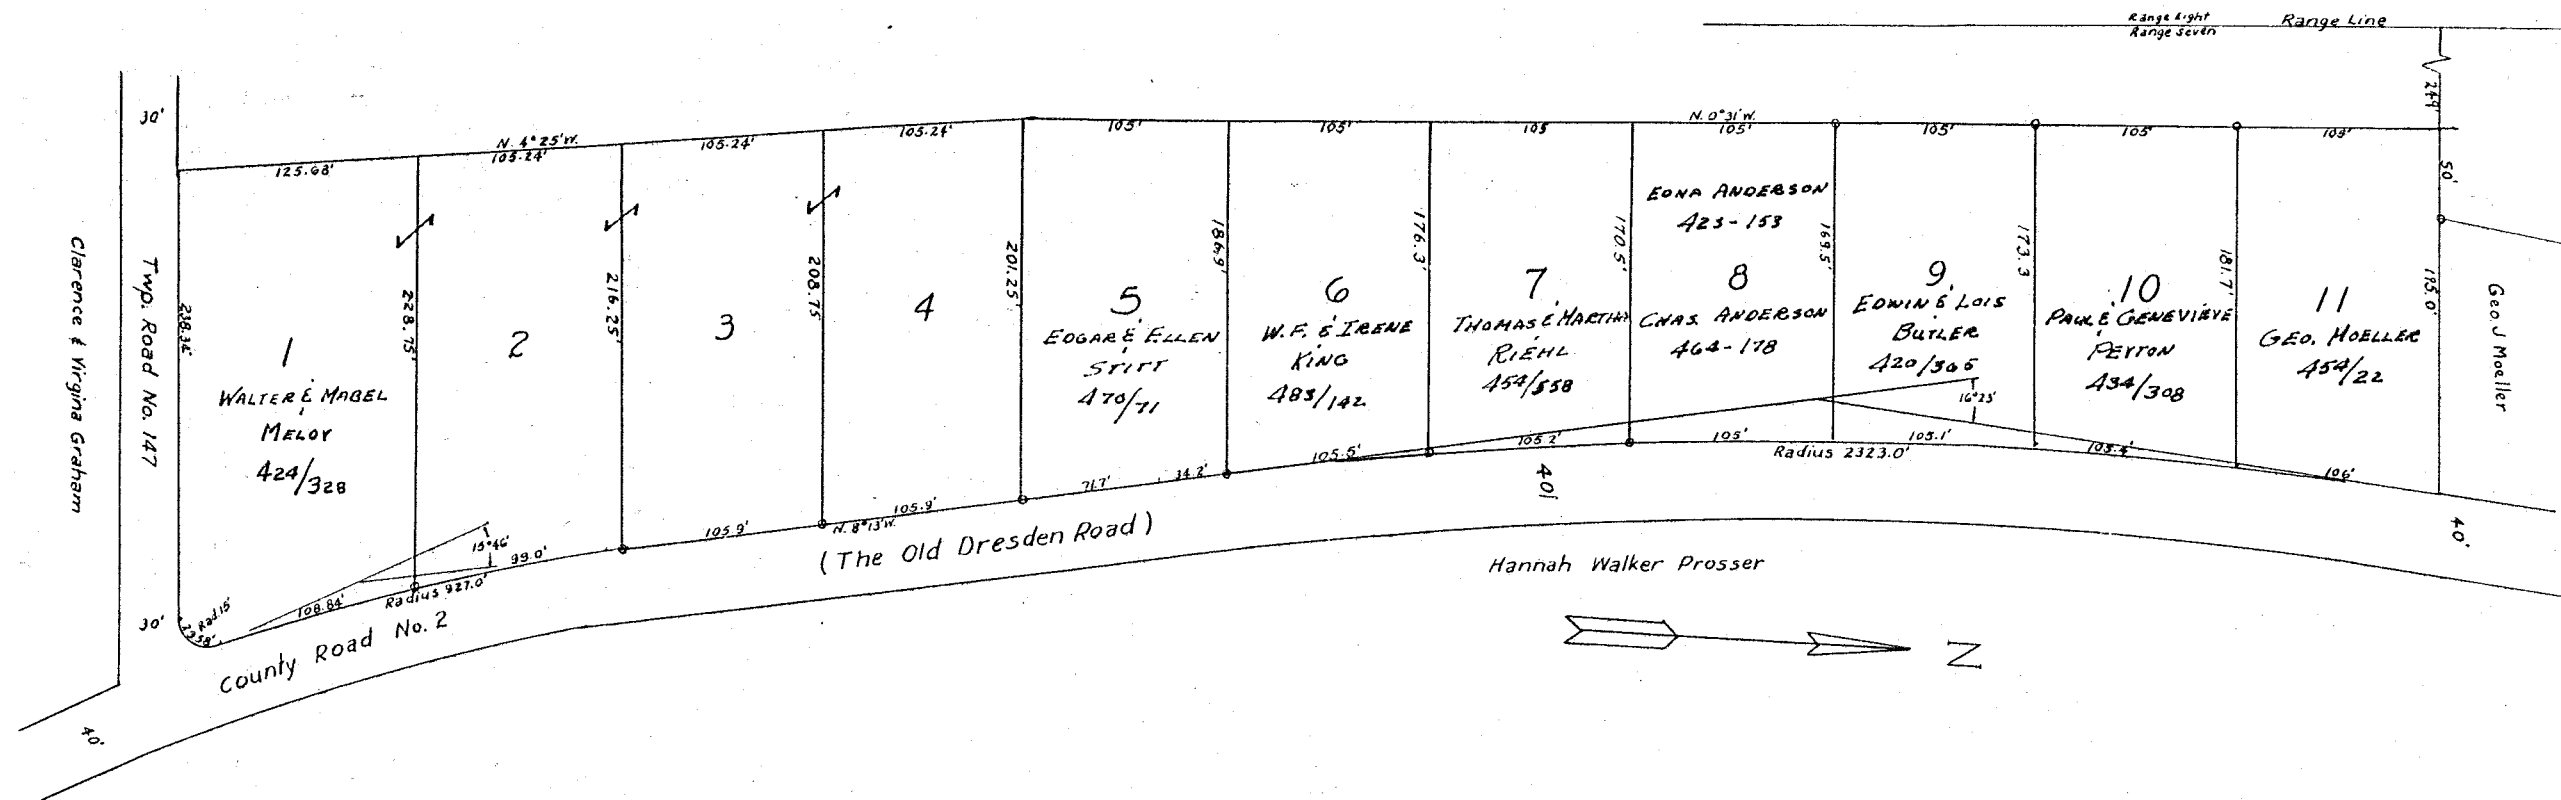 Range Eight
Range Line
Range Seven
249'
30'
N. 4° 25' W.
125.68'
105.24'
105.24'
105.24'
105'
105'
105
N. 0° 31' W.
105'
105'
105'
109'
50'
Clarence & Virginia Graham
Twp. Road No. 147
238.34'
228.75'
216.25'
208.75
201.25'
186.9'
176.3'
170.5'
169.5'
173.3
181.7'
195.0'
Geo. J Moeller
1
WALTER & MABEL
MELOY
424/328
2
3
4
5
EDGAR & ELLEN
STITT
470/71
6
W.F. & IRENE
KING
483/142
7
THOMAS & MARTHA
RIEHL
454/558
EDNA ANDERSON
423-153
8
CHAS. ANDERSON
464-178
9
EDWIN & LOIS
BUTLER
420/365
10
PAUL & GENEVIEVE
PEYTON
434/308
11
GEO. MOELLER
454/22
16°23'
15°46'
30'
Rad. 15'
23.58'
108.84'
Radius 927.0'
99.0'
105.9'
N. 8°13' W.
105.9'
71.7'
34.2'
105.5'
105.2'
105'
105.1'
Radius 2323.0'
105.4'
106'
County Road No. 2
(The Old Dresden Road)
40'
40'
40'
Hannah Walker Prosser
N